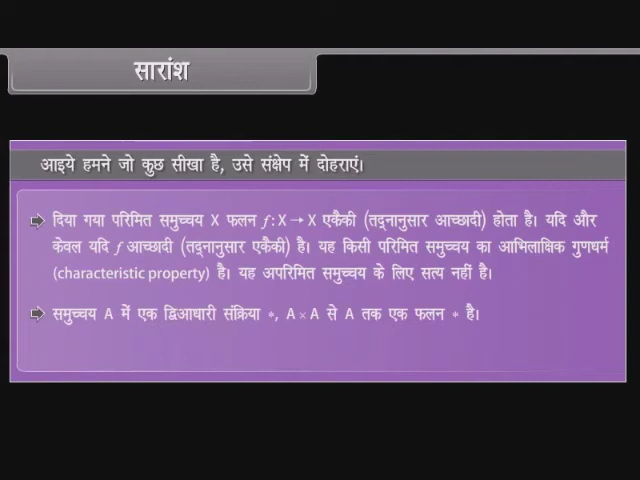 सारांश
आइये हमने जो कुछ सीखा है, उसे संक्षेप में दोहराएं।
दिया गया परिमित समुच्चय X फलन f : X → X एकैकी (तद्नानुसार आच्छादी) होता है। यदि और
केवल यदि f आच्छादी (तद्नानुसार एकैकी) है। यह किसी परिमित समुच्चय का आभिलाक्षिक गुणधर्म
(characteristic property) है। यह अपरिमित समुच्चय के लिए सत्य नहीं है।
समुच्चय A में एक द्विआधारी संक्रिया *, A × A से A तक एक फलन * है।